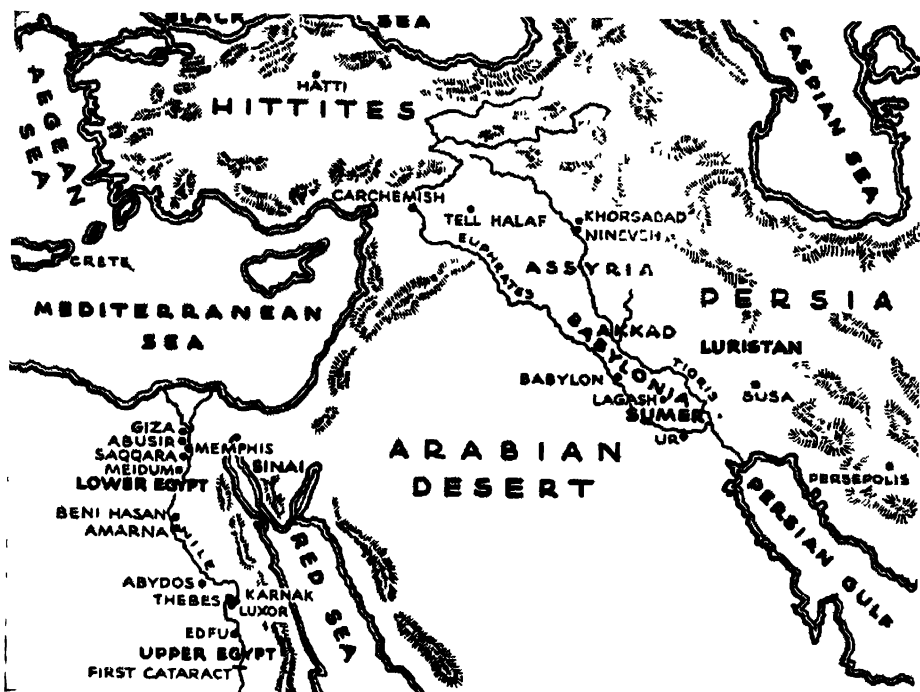 BLACK SEA
CASPIAN SEA
AEGEAN SEA
HATTI
HITTITES
CARCHEMISH
TELL HALAF
KHORSABAD
NINEVEH
EUPHRATES
ASSYRIA
CRETE
MEDITERRANEAN
SEA
PERSIA
AKKAD
BABYLONIA
LURISTAN
TIGRIS
BABYLON
LAGASH
SUMER
SUSA
UR
GIZA
ABUSIR
MEMPHIS
SAQQARA
MEIDUM
SINAI
LOWER EGYPT
ARABIAN
DESERT
PERSEPOLIS
PERSIAN GULF
BENI HASAN
AMARNA
NILE
RED SEA
ABYDOS
THEBES
KARNAK
LUXOR
EDFU
UPPER EGYPT
FIRST CATARACT